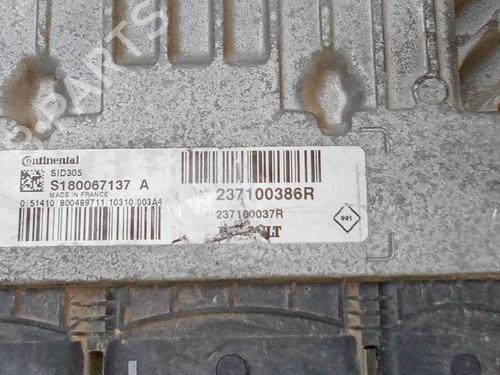 Continental
SID305
S180067137 A
MADE IN FRANCE
0 51410 800489711 10310 003A4
237100386R
237100037R
991